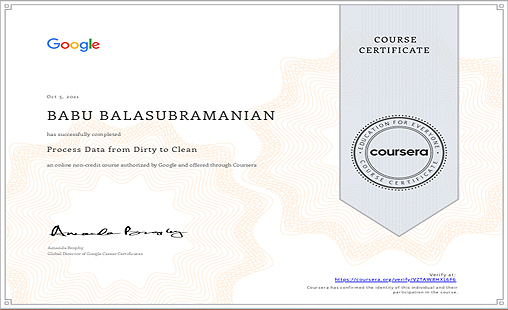 Google
Oct 5, 2021
BABU BALASUBRAMANIAN
has successfully completed
Process Data from Dirty to Clean
an online non-credit course authorized by Google and offered through Coursera
Amanda Brophy
Global Director of Google Career Certificates
COURSE
CERTIFICATE
EDUCATION FOR EVERYONE
coursera
COURSE CERTIFICATE
Verify at:
https://coursera.org/verify/
Coursera has confirmed the identity of this individual and their
participation in the course.